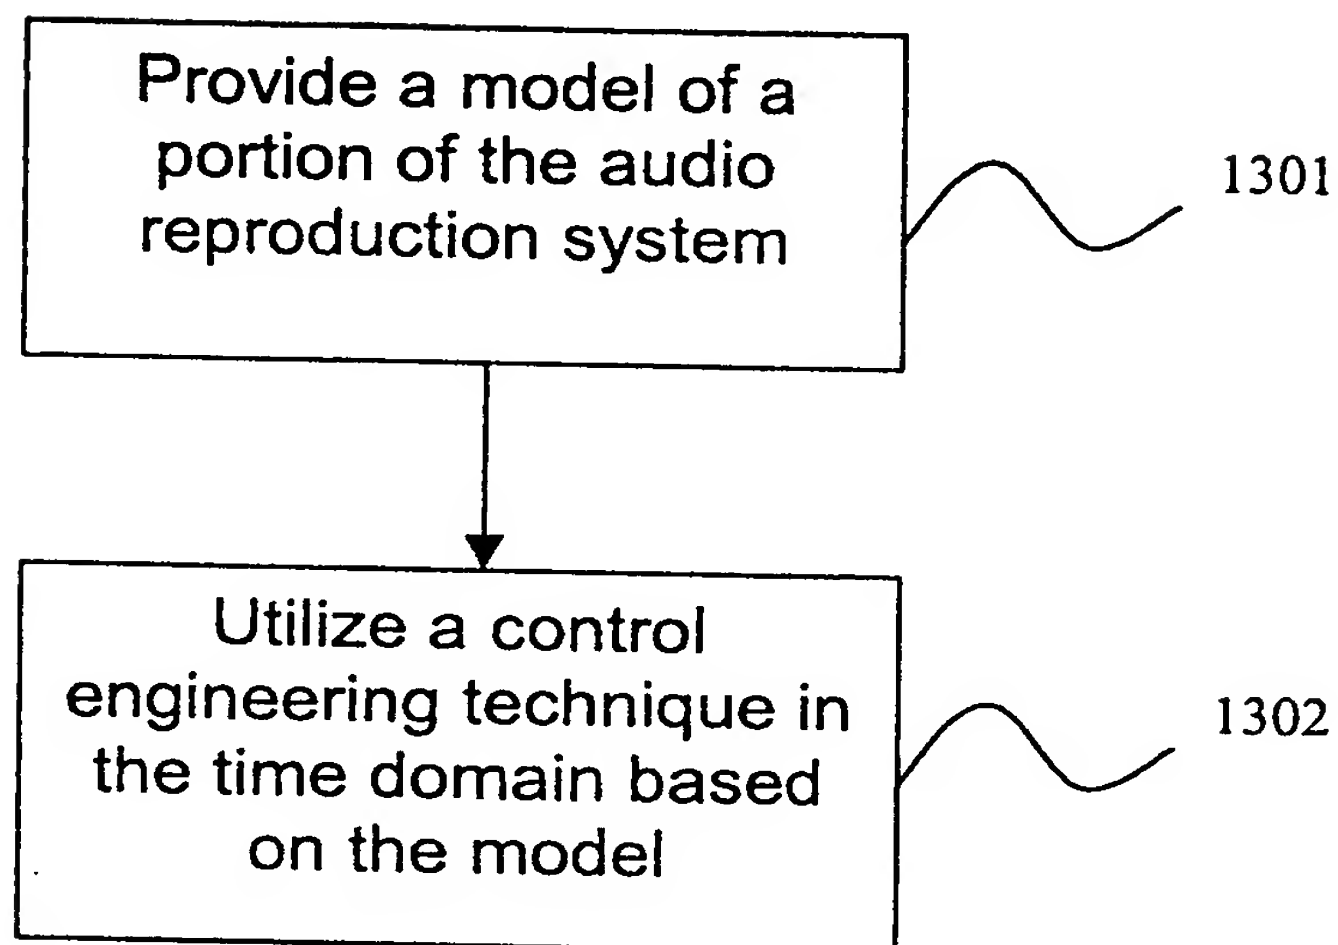 Provide a model of a
portion of the audio
reproduction system
1301
Utilize a control
engineering technique in
the time domain based
on the model
1302